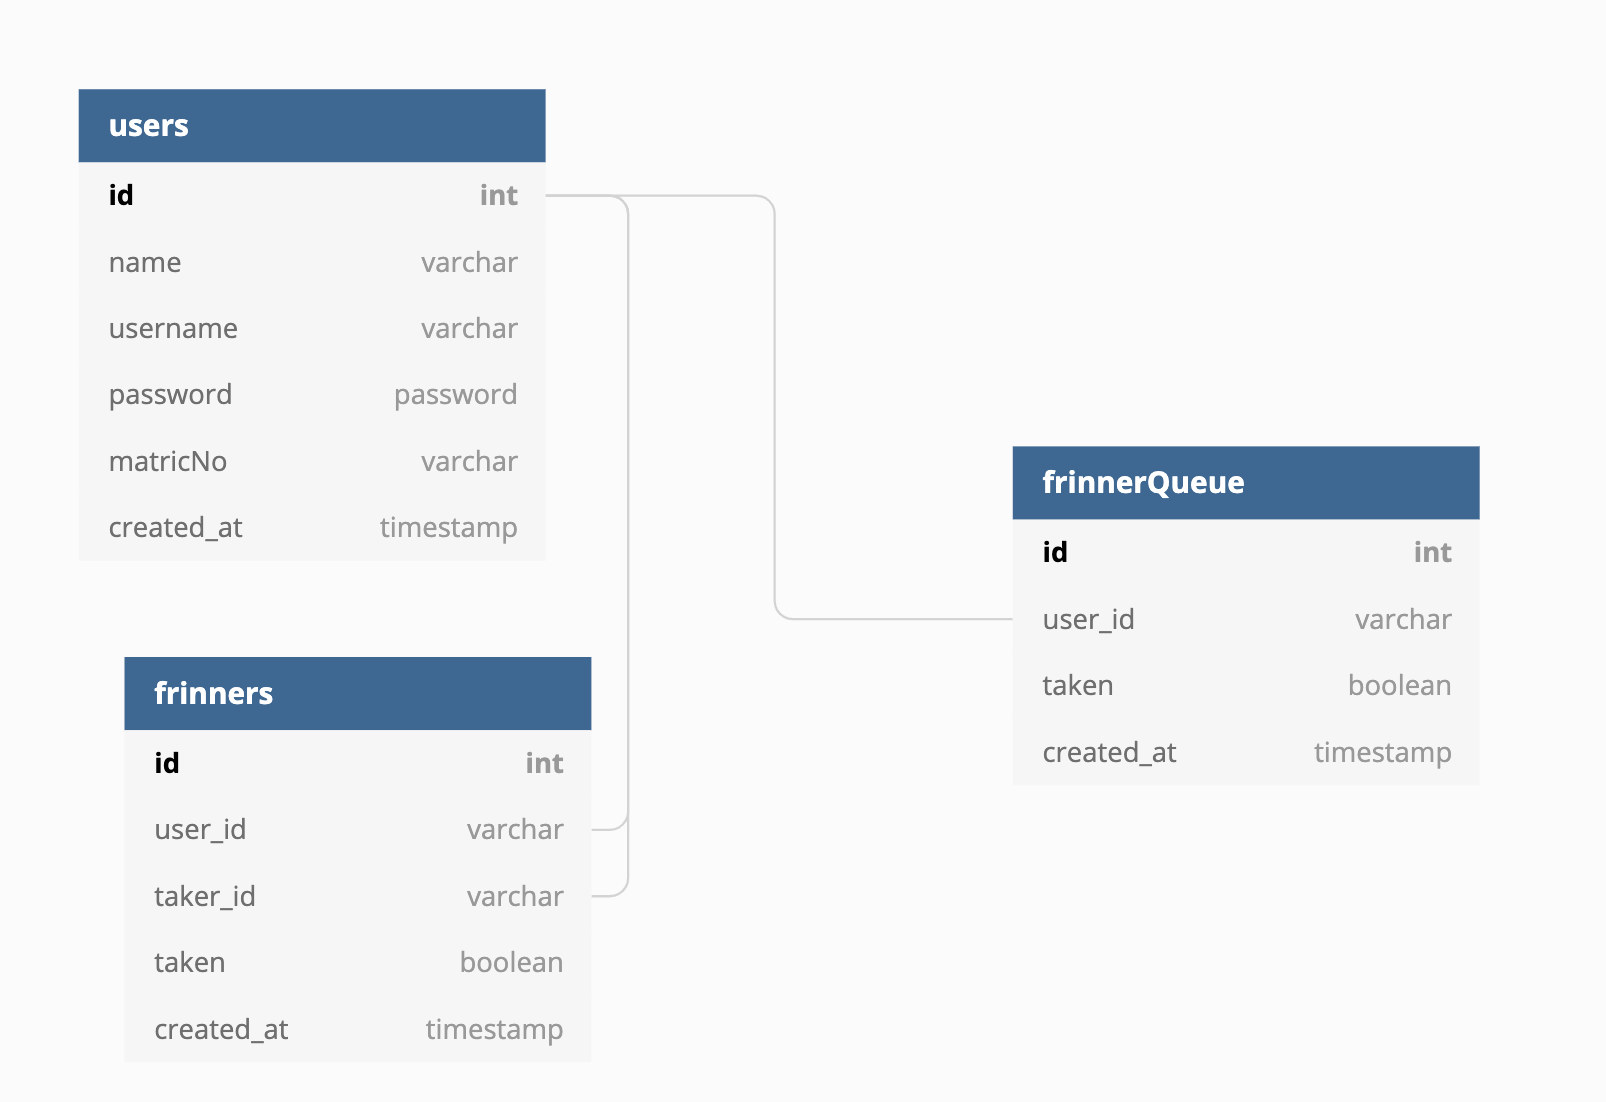 users
id int
name varchar
username varchar
password password
matricNo varchar
created_at timestamp
frinners
id int
user_id varchar
taker_id varchar
taken boolean
created_at timestamp
frinnerQueue
id int
user_id varchar
taken boolean
created_at timestamp